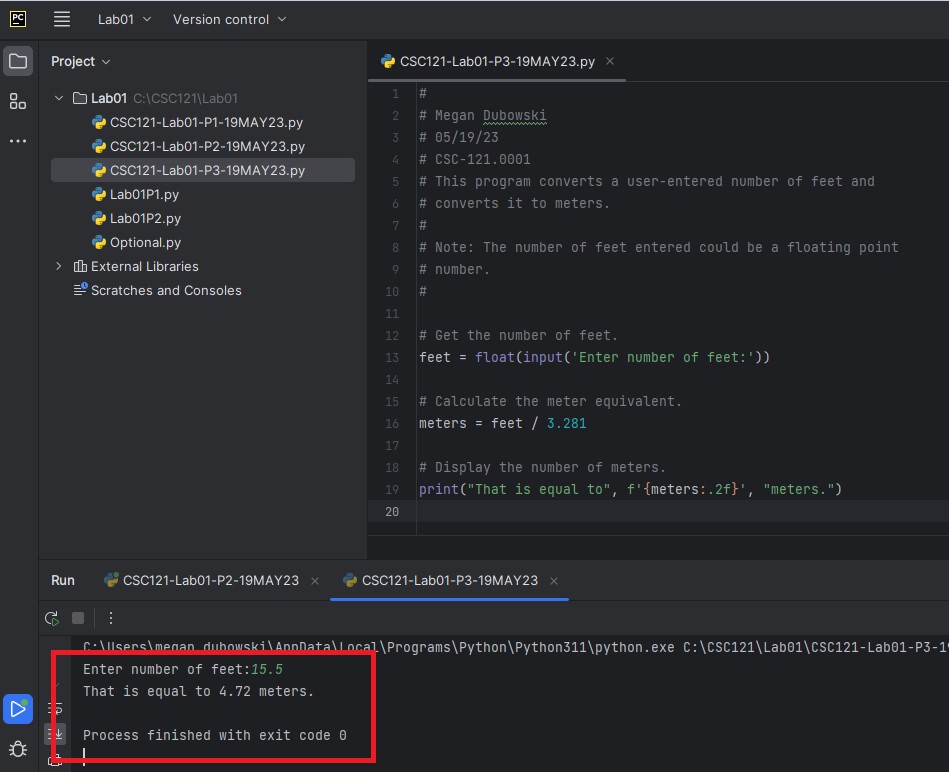 PC
Lab01
Version control
Project
CSC121-Lab01-P3-19MAY23.py
Lab01 C:\CSC121\Lab01
CSC121-Lab01-P1-19MAY23.py
CSC121-Lab01-P2-19MAY23.py
CSC121-Lab01-P3-19MAY23.py
Lab01P1.py
Lab01P2.py
Optional.py
External Libraries
Scratches and Consoles
1 #
2 # Megan Dubowski
3 # 05/19/23
4 # CSC-121.0001
5 # This program converts a user-entered number of feet and
6 # converts it to meters.
7 #
8 # Note: The number of feet entered could be a floating point
9 # number.
10 #
11
12 # Get the number of feet.
13 feet = float(input('Enter number of feet:'))
14
15 # Calculate the meter equivalent.
16 meters = feet / 3.281
17
18 # Display the number of meters.
19 print("That is equal to", f'{meters:.2f}', "meters.")
20
Run
CSC121-Lab01-P2-19MAY23
CSC121-Lab01-P3-19MAY23
C:\Users\megan.dubowski\AppData\Local\Programs\Python\Python311\python.exe C:\CSC121\Lab01\CSC121-Lab01-P3-19
Enter number of feet:15.5
That is equal to 4.72 meters.
Process finished with exit code 0